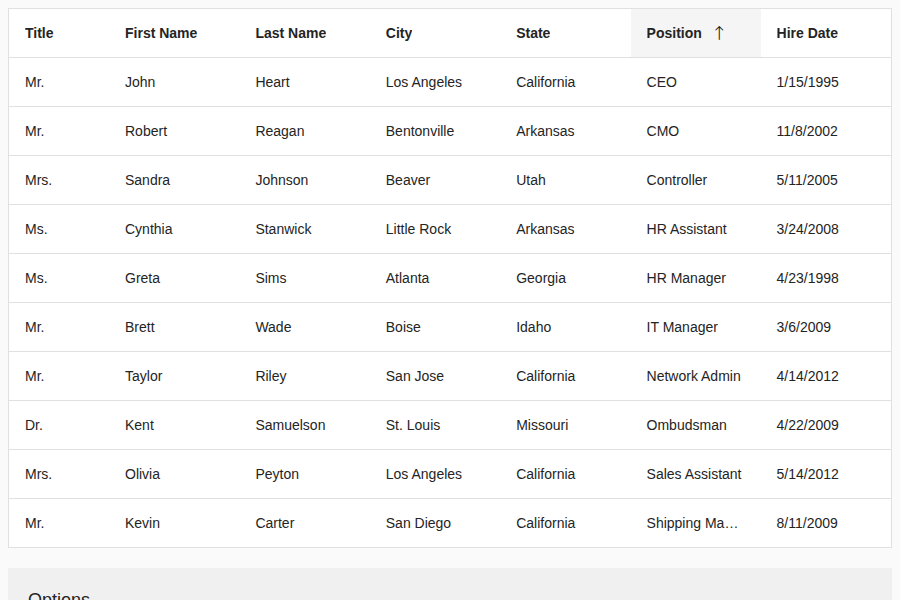 Title First Name Last Name City State Position ↑ Hire Date
Mr. John Heart Los Angeles California CEO 1/15/1995
Mr. Robert Reagan Bentonville Arkansas CMO 11/8/2002
Mrs. Sandra Johnson Beaver Utah Controller 5/11/2005
Ms. Cynthia Stanwick Little Rock Arkansas HR Assistant 3/24/2008
Ms. Greta Sims Atlanta Georgia HR Manager 4/23/1998
Mr. Brett Wade Boise Idaho IT Manager 3/6/2009
Mr. Taylor Riley San Jose California Network Admin 4/14/2012
Dr. Kent Samuelson St. Louis Missouri Ombudsman 4/22/2009
Mrs. Olivia Peyton Los Angeles California Sales Assistant 5/14/2012
Mr. Kevin Carter San Diego California Shipping Ma… 8/11/2009
Options